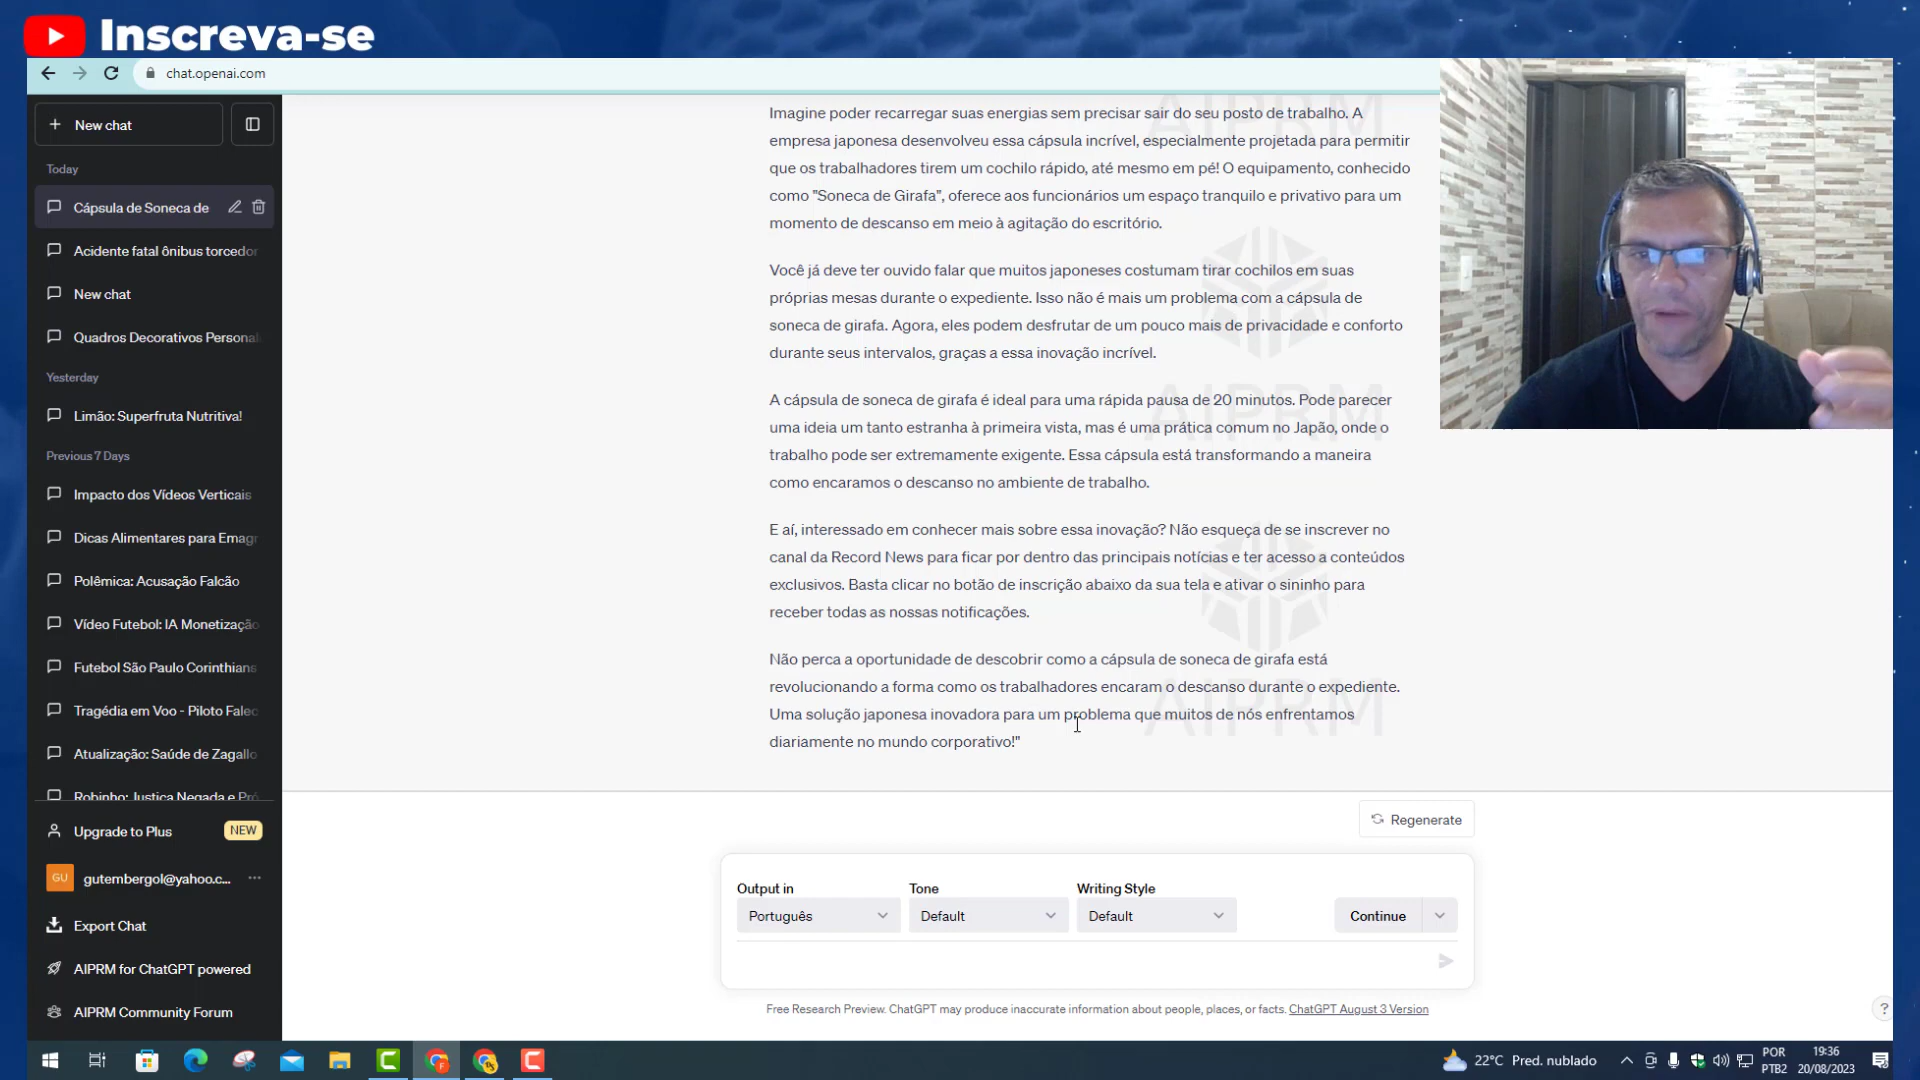 Inscreva-se
chat.openai.com
New chat
Today
Cápsula de Soneca de
Acidente fatal ônibus torcedor
New chat
Quadros Decorativos Personal
Yesterday
Limão: Superfruta Nutritiva!
Previous 7 Days
Impacto dos Vídeos Verticais
Dicas Alimentares para Emagr
Polêmica: Acusação Falcão
Vídeo Futebol: IA Monetização
Futebol São Paulo Corinthians
Tragédia em Voo - Piloto Falec
Atualização: Saúde de Zagallo
Robinho: Justiça Negada e Pró
Upgrade to Plus
NEW
GU
gutembergol@yahoo.c...
Export Chat
AIPRM for ChatGPT powered
AIPRM Community Forum
Imagine poder recarregar suas energias sem precisar sair do seu posto de trabalho. A
empresa japonesa desenvolveu essa cápsula incrível, especialmente projetada para permitir
que os trabalhadores tirem um cochilo rápido, até mesmo em pé! O equipamento, conhecido
como "Soneca de Girafa", oferece aos funcionários um espaço tranquilo e privativo para um
momento de descanso em meio à agitação do escritório.
Você já deve ter ouvido falar que muitos japoneses costumam tirar cochilos em suas
próprias mesas durante o expediente. Isso não é mais um problema com a cápsula de
soneca de girafa. Agora, eles podem desfrutar de um pouco mais de privacidade e conforto
durante seus intervalos, graças a essa inovação incrível.
A cápsula de soneca de girafa é ideal para uma rápida pausa de 20 minutos. Pode parecer
uma ideia um tanto estranha à primeira vista, mas é uma prática comum no Japão, onde o
trabalho pode ser extremamente exigente. Essa cápsula está transformando a maneira
como encaramos o descanso no ambiente de trabalho.
E aí, interessado em conhecer mais sobre essa inovação? Não esqueça de se inscrever no
canal da Record News para ficar por dentro das principais notícias e ter acesso a conteúdos
exclusivos. Basta clicar no botão de inscrição abaixo da sua tela e ativar o sininho para
receber todas as nossas notificações.
Não perca a oportunidade de descobrir como a cápsula de soneca de girafa está
revolucionando a forma como os trabalhadores encaram o descanso durante o expediente.
Uma solução japonesa inovadora para um problema que muitos de nós enfrentamos
diariamente no mundo corporativo!"
AIPRM
AIPRM
AIPRM
Regenerate
Output in
Tone
Writing Style
Português
Default
Default
Continue
Free Research Preview. ChatGPT may produce inaccurate information about people, places, or facts. ChatGPT August 3 Version
?
22°C Pred. nublado
POR
PTB2
19:36
20/08/2023